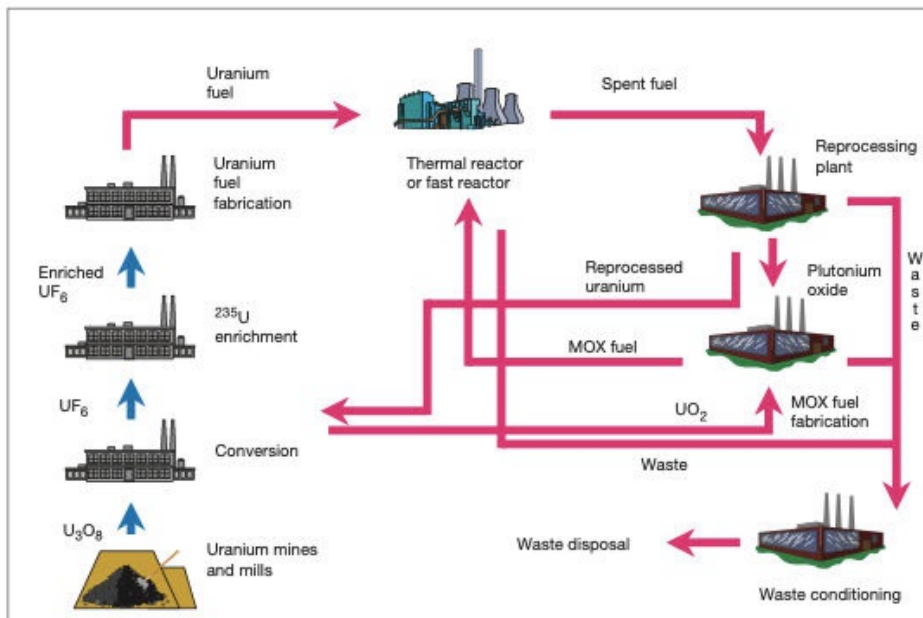 Uranium
fuel
Spent fuel
Thermal reactor
or fast reactor
Reprocessing
plant
Uranium
fuel
fabrication
Enriched
UF₆
Reprocessed
uranium
Plutonium
oxide
Waste
²³⁵U
enrichment
MOX fuel
UF₆
UO₂
MOX fuel
fabrication
Conversion
Waste
U₃O₈
Uranium mines
and mills
Waste disposal
Waste conditioning